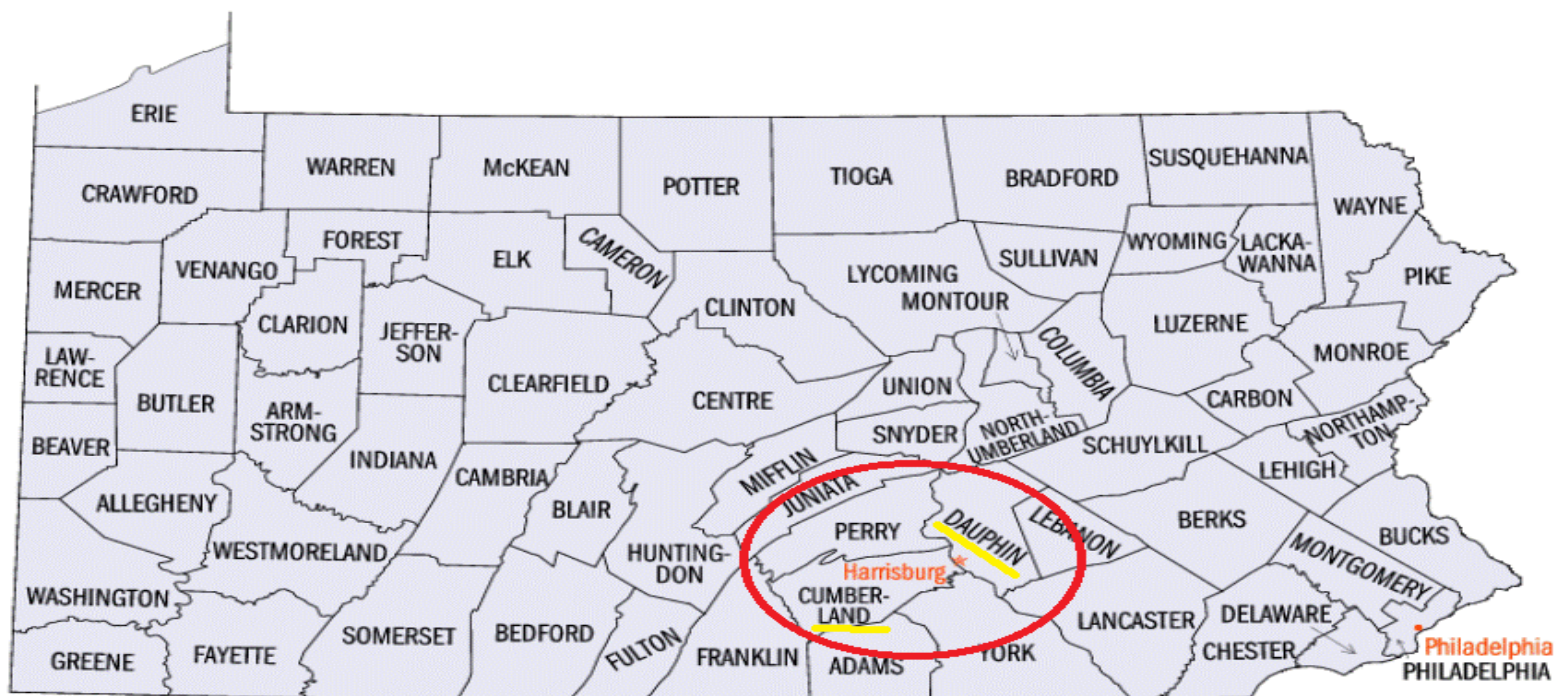 ERIE
WARREN
McKEAN
POTTER
TIOGA
BRADFORD
SUSQUEHANNA
WAYNE
CRAWFORD
FOREST
VENANGO
ELK
CAMERON
CLINTON
LYCOMING
MONTOUR
SULLIVAN
WYOMING
LACKA-
WANNA
PIKE
MERCER
CLARION
JEFFER-
SON
COLUMBIA
LUZERNE
MONROE
LAW-
RENCE
BUTLER
ARM-
STRONG
CLEARFIELD
CENTRE
UNION
SNYDER
NORTH-
UMBERLAND
CARBON
NORTHAMP-
TON
BEAVER
INDIANA
CAMBRIA
BLAIR
MIFFLIN
JUNIATA
SCHUYLKILL
LEHIGH
ALLEGHENY
WESTMORELAND
HUNTING-
DON
PERRY
DAUPHIN
LEBANON
BERKS
BUCKS
MONTGOMERY
Harrisburg *
CUMBER-
LAND
WASHINGTON
GREENE
FAYETTE
SOMERSET
BEDFORD
FULTON
FRANKLIN
ADAMS
YORK
LANCASTER
DELAWARE
CHESTER
Philadelphia
PHILADELPHIA